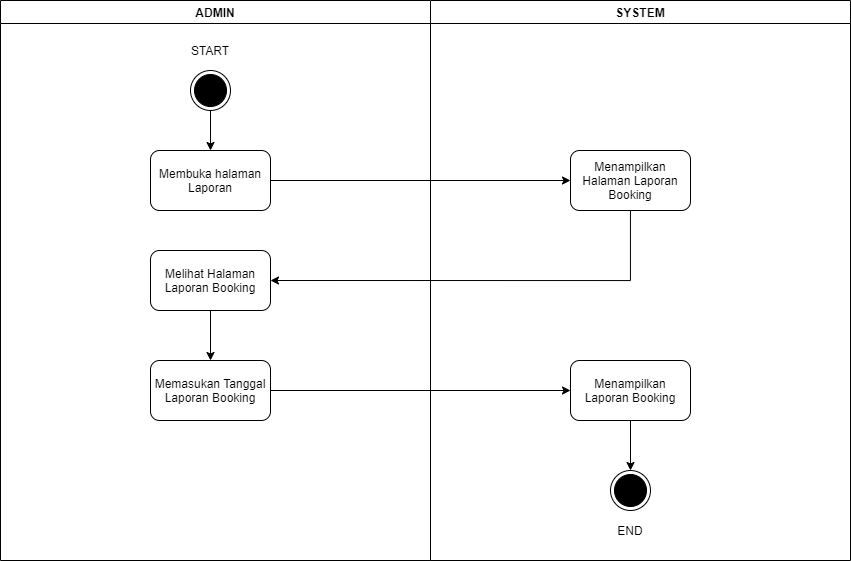 ADMIN
SYSTEM
START
Membuka halaman
Laporan
Menampilkan
Halaman Laporan
Booking
Melihat Halaman
Laporan Booking
Memasukan Tanggal
Laporan Booking
Menampilkan
Laporan Booking
END